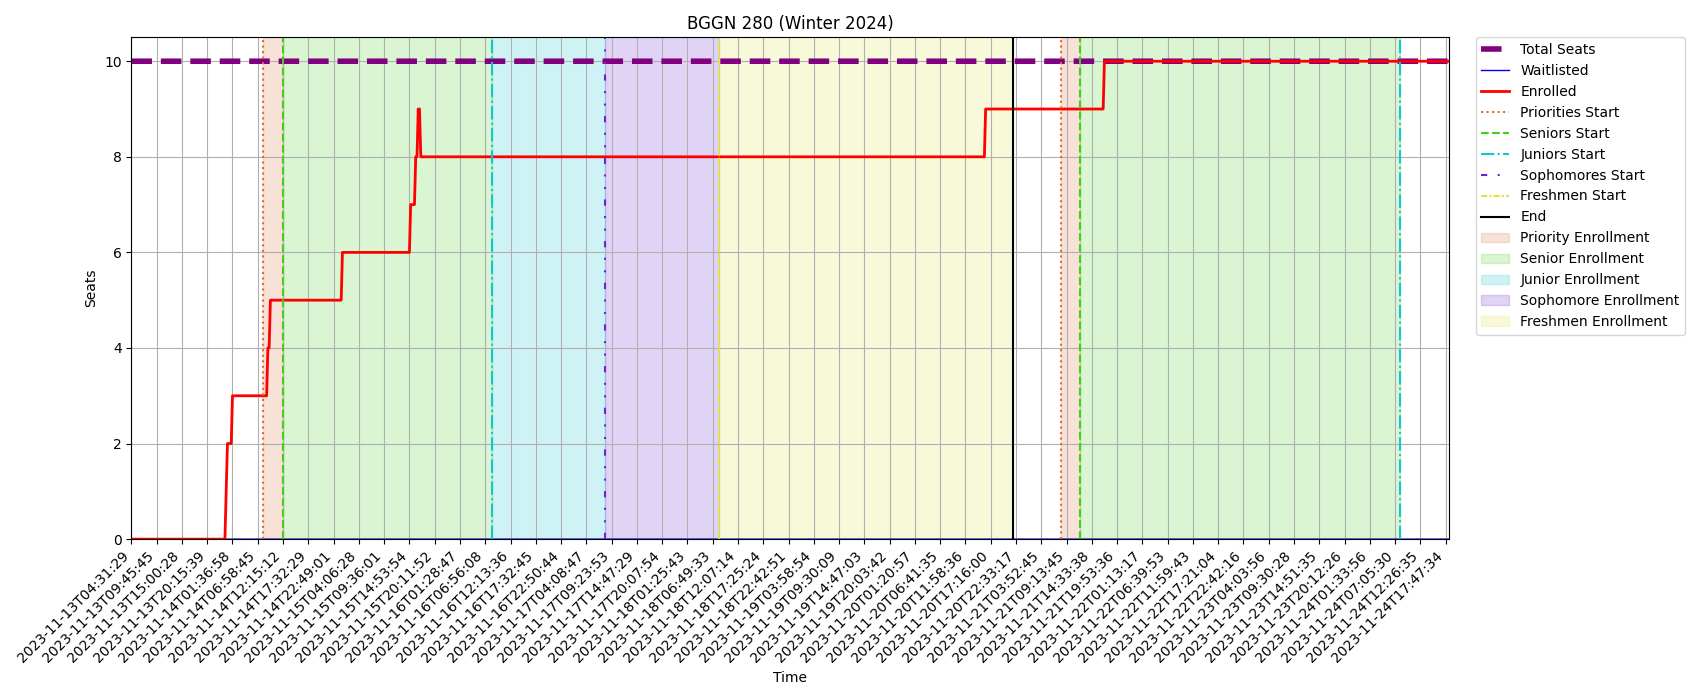 BGGN 280 (Winter 2024)
Seats
10
8
6
4
2
0
2023-11-13T04:31:29
2023-11-13T09:45:45
2023-11-13T15:00:28
2023-11-13T20:15:39
2023-11-14T01:36:58
2023-11-14T06:58:45
2023-11-14T12:15:12
2023-11-14T17:32:29
2023-11-14T22:49:01
2023-11-15T04:06:28
2023-11-15T09:36:01
2023-11-15T14:53:54
2023-11-15T20:11:52
2023-11-16T01:28:47
2023-11-16T06:56:08
2023-11-16T12:13:36
2023-11-16T17:32:45
2023-11-16T22:50:44
2023-11-17T04:08:47
2023-11-17T09:23:53
2023-11-17T14:47:29
2023-11-17T20:07:54
2023-11-18T01:25:43
2023-11-18T06:49:33
2023-11-18T12:07:14
2023-11-18T17:25:24
2023-11-18T22:42:51
2023-11-19T03:58:54
2023-11-19T09:30:09
2023-11-19T14:47:03
2023-11-19T20:03:42
2023-11-20T01:20:57
2023-11-20T06:41:35
2023-11-20T11:58:36
2023-11-20T17:16:00
2023-11-20T22:33:17
2023-11-21T03:52:45
2023-11-21T09:13:45
2023-11-21T14:33:38
2023-11-21T19:53:36
2023-11-22T01:13:17
2023-11-22T06:39:53
2023-11-22T11:59:43
2023-11-22T17:21:04
2023-11-22T22:42:16
2023-11-23T04:03:56
2023-11-23T09:30:28
2023-11-23T14:51:35
2023-11-23T20:12:26
2023-11-24T01:33:56
2023-11-24T07:05:30
2023-11-24T12:26:35
2023-11-24T17:47:34
Time
Total Seats
Waitlisted
Enrolled
Priorities Start
Seniors Start
Juniors Start
Sophomores Start
Freshmen Start
End
Priority Enrollment
Senior Enrollment
Junior Enrollment
Sophomore Enrollment
Freshmen Enrollment